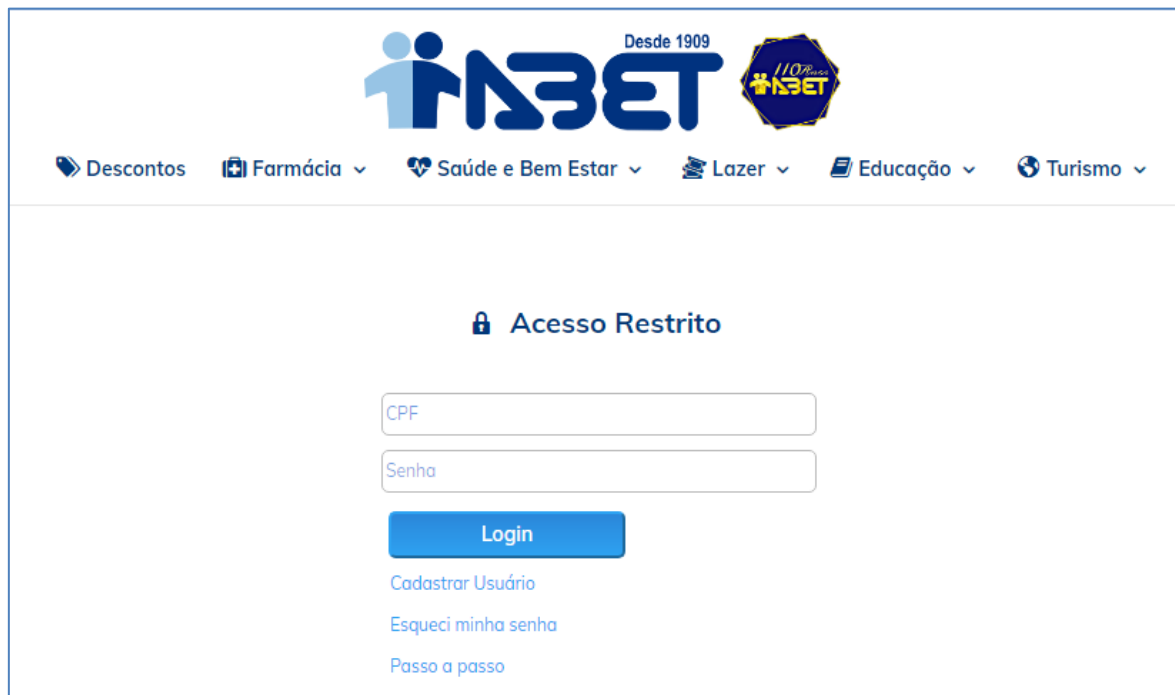 Desde 1909
ABET
110 Anos
ABET
Descontos Farmácia Saúde e Bem Estar Lazer Educação Turismo
Acesso Restrito
CPF
Senha
Login
Cadastrar Usuário
Esqueci minha senha
Passo a passo